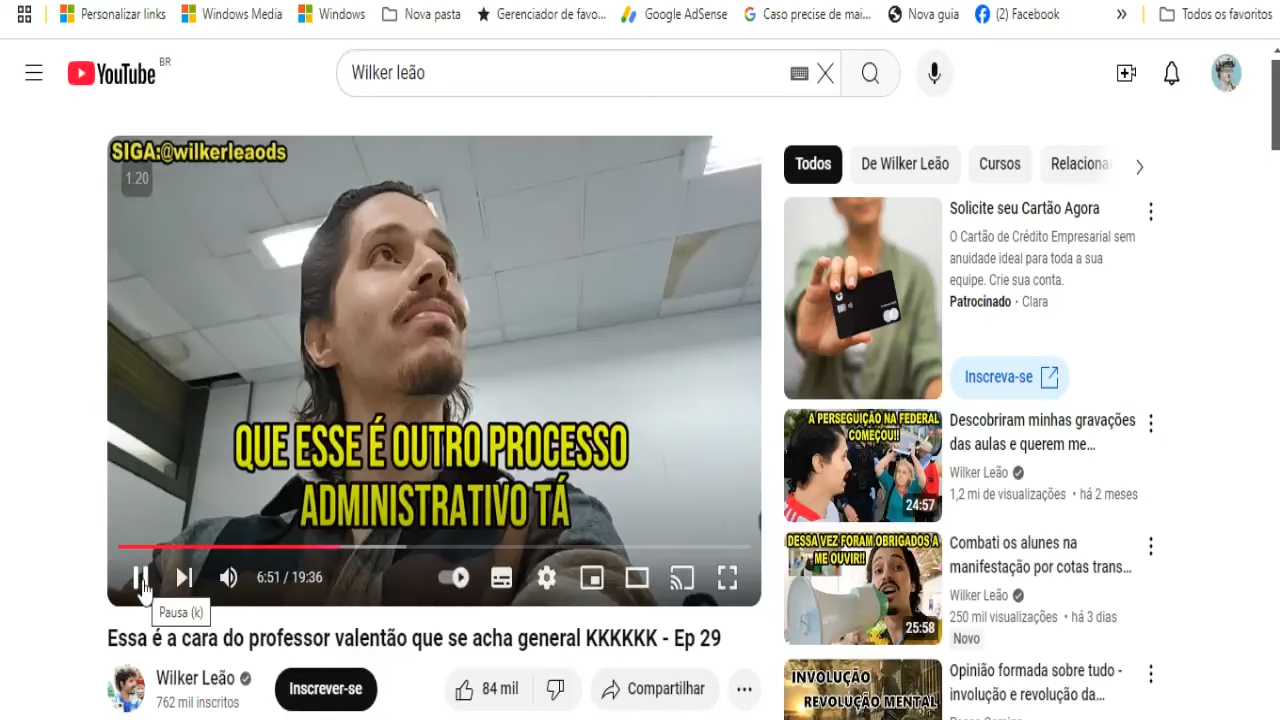 Personalizar links
Windows Media
Windows
Nova pasta
Gerenciador de favo...
Google AdSense
Caso precise de mai...
Nova guia
(2) Facebook
Todos os favoritos
YouTube BR
Wilker leão
SIGA:@wilkerleaods
1.20
QUE ESSE É OUTRO PROCESSO
ADMINISTRATIVO TÁ
6:51 / 19:36
Pausa (k)
Essa é a cara do professor valentão que se acha general KKKKKK - Ep 29
Wilker Leão
762 mil inscritos
Inscrever-se
84 mil
Compartilhar
Todos
De Wilker Leão
Cursos
Relaciona
Solicite seu Cartão Agora
O Cartão de Crédito Empresarial sem
anuidade ideal para toda a sua
equipe. Crie sua conta.
Patrocinado · Clara
Inscreva-se
A PERSEGUIÇÃO NA FEDERAL
COMEÇOU!!
24:57
Descobriram minhas gravações
das aulas e querem me...
Wilker Leão
1,2 mi de visualizações • há 2 meses
DESSA VEZ FORAM OBRIGADOS A
ME OUVIR!!
25:58
Combati os alunes na
manifestação por cotas trans...
Wilker Leão
250 mil visualizações • há 3 dias
Novo
INVOLUÇÃO
REVOLUÇÃO MENTAL
Opinião formada sobre tudo -
involução e revolução da...